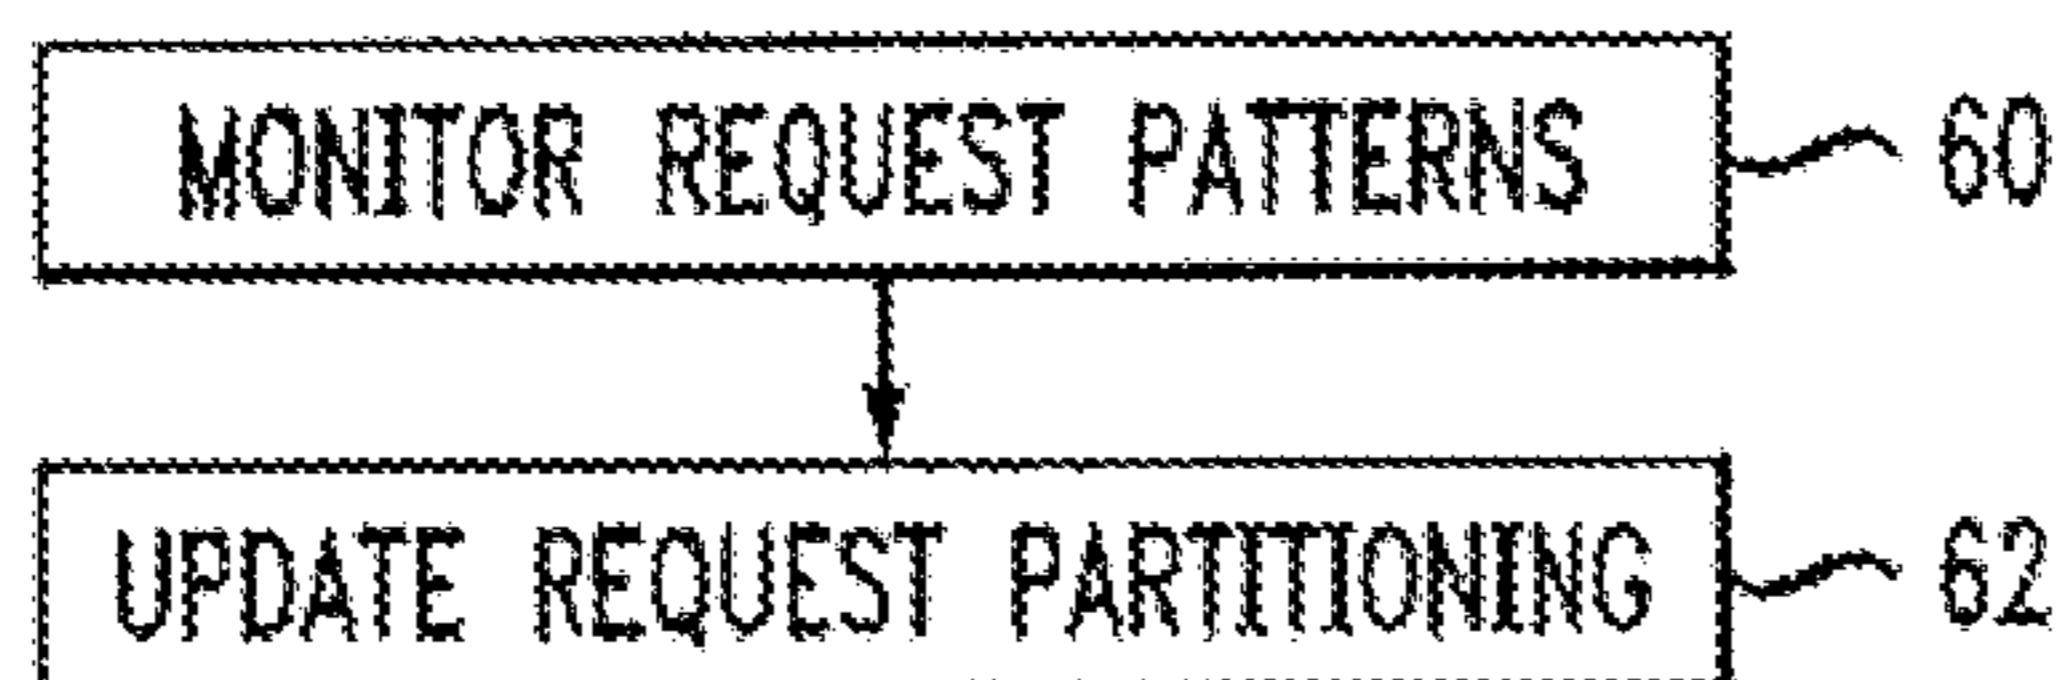 MONITOR REQUEST PATTERNS 60
UPDATE REQUEST PARTITIONING 62